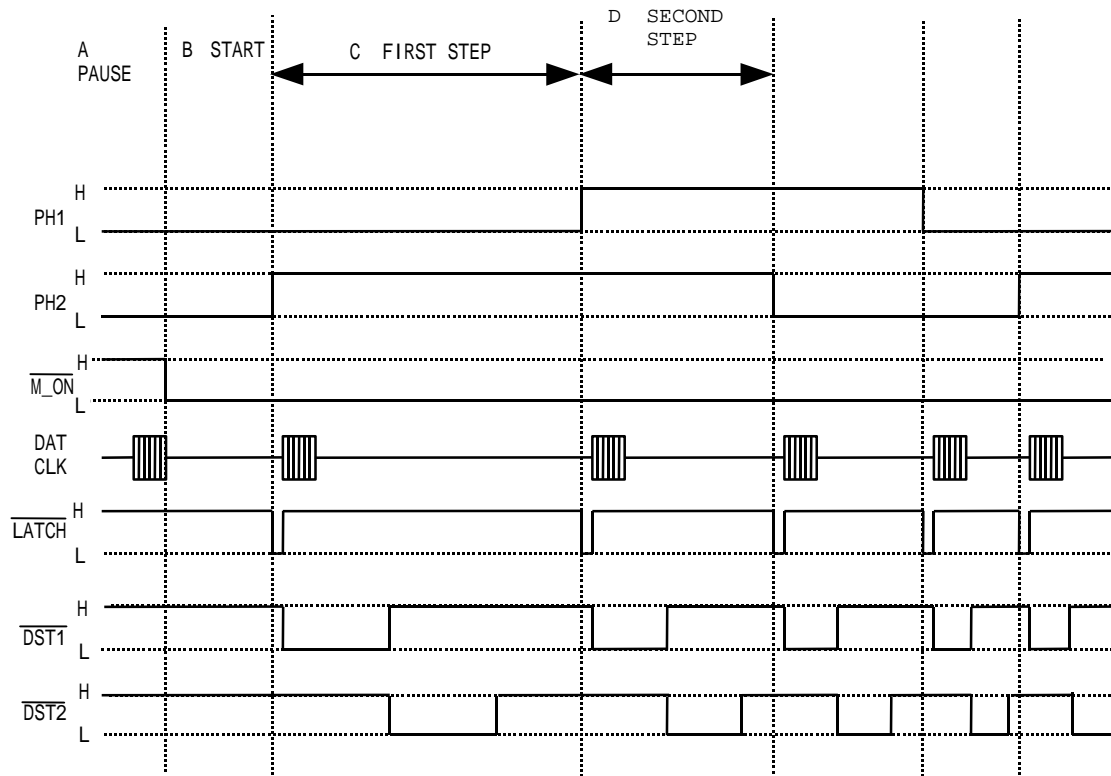 D SECOND
STEP
A
PAUSE
B START
C FIRST STEP
H
PH1
L
H
PH2
L
H
M_ON
L
DAT
CLK
H
LATCH
L
H
DST1
L
H
DST2
L